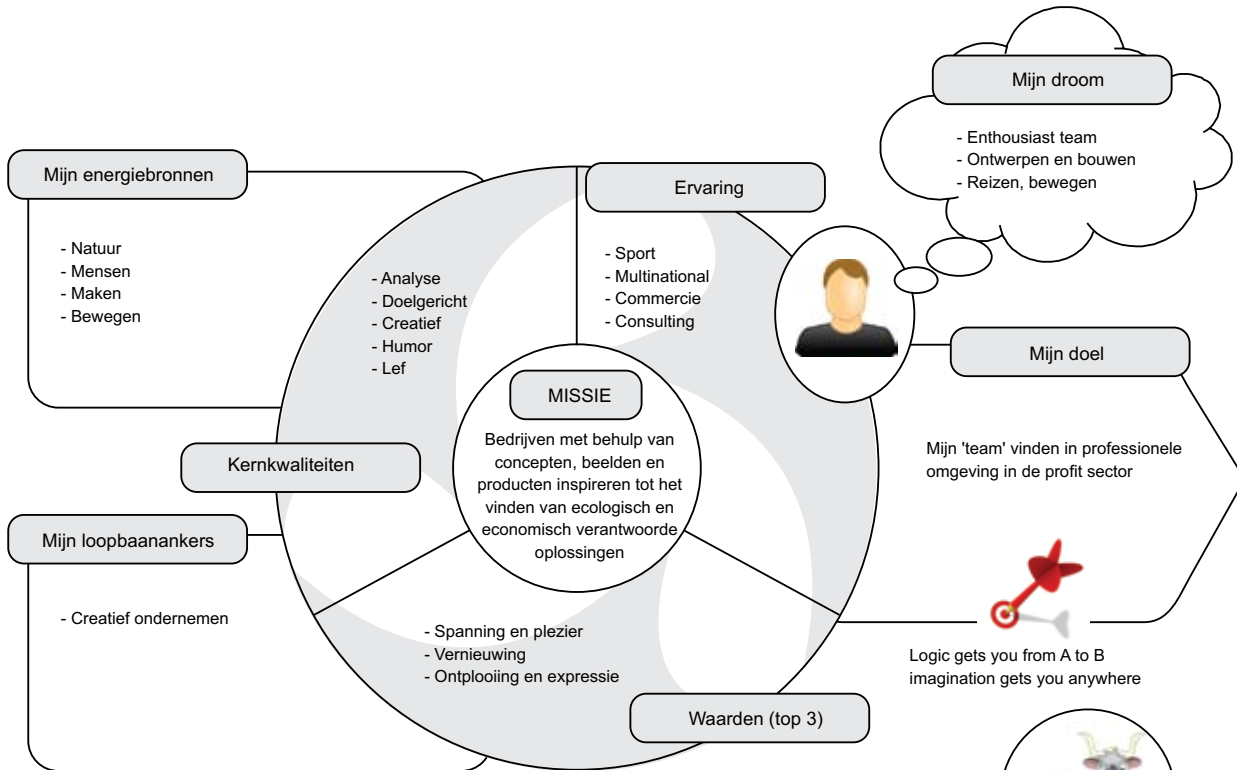 Mijn droom
- Enthousiast team
- Ontwerpen en bouwen
- Reizen, bewegen
Mijn energiebronnen
- Natuur
- Mensen
- Maken
- Bewegen
Ervaring
- Sport
- Multinational
- Commercie
- Consulting
- Analyse
- Doelgericht
- Creatief
- Humor
- Lef
Kernkwaliteiten
MISSIE
Bedrijven met behulp van
concepten, beelden en
producten inspireren tot het
vinden van ecologisch en
economisch verantwoorde
oplossingen
Mijn doel
Mijn 'team' vinden in professionele
omgeving in de profit sector
Mijn loopbaanankers
- Creatief ondernemen
- Spanning en plezier
- Vernieuwing
- Ontplooiing en expressie
Waarden (top 3)
Logic gets you from A to B
imagination gets you anywhere